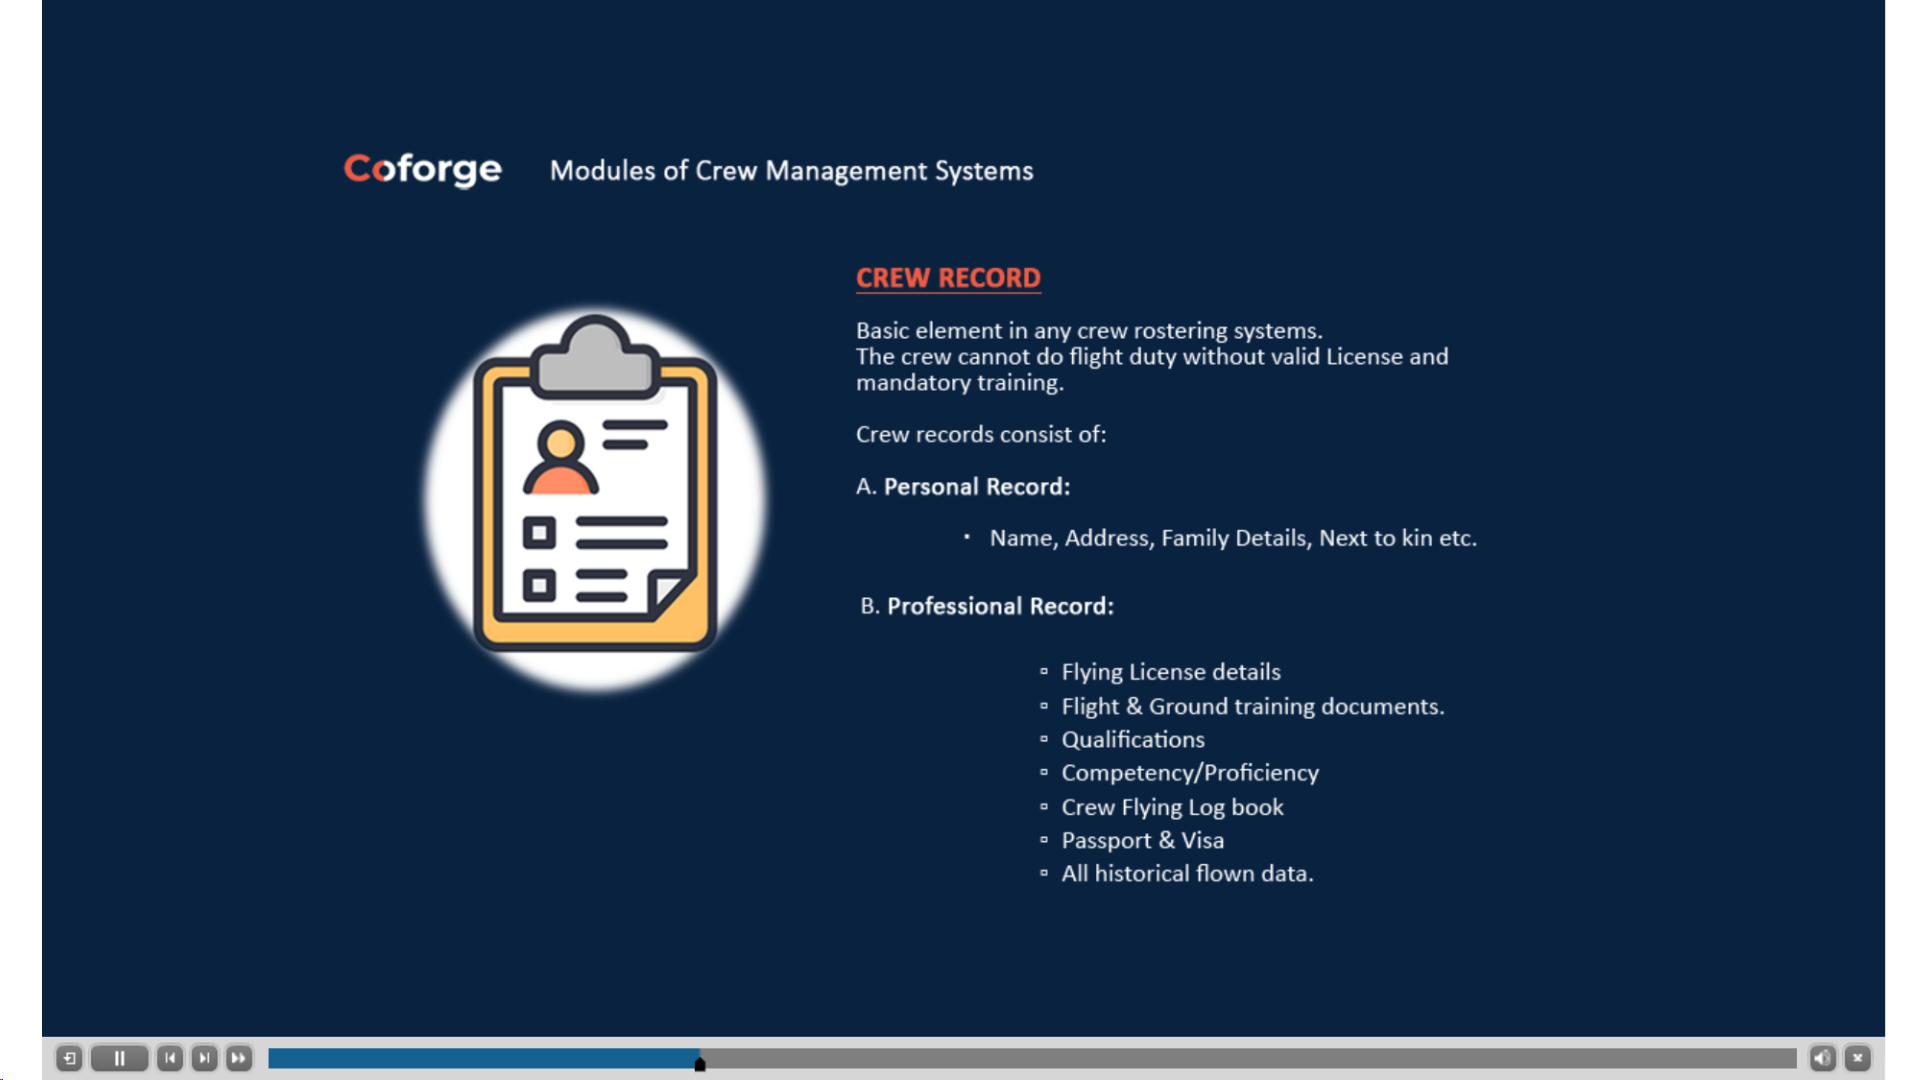 Coforge
Modules of Crew Management Systems
CREW RECORD
Basic element in any crew rostering systems.
The crew cannot do flight duty without valid License and
mandatory training.
Crew records consist of:
A. Personal Record:
▪ Name, Address, Family Details, Next to kin etc.
B. Professional Record:
▫ Flying License details
▫ Flight & Ground training documents.
▫ Qualifications
▫ Competency/Proficiency
▫ Crew Flying Log book
▫ Passport & Visa
▫ All historical flown data.